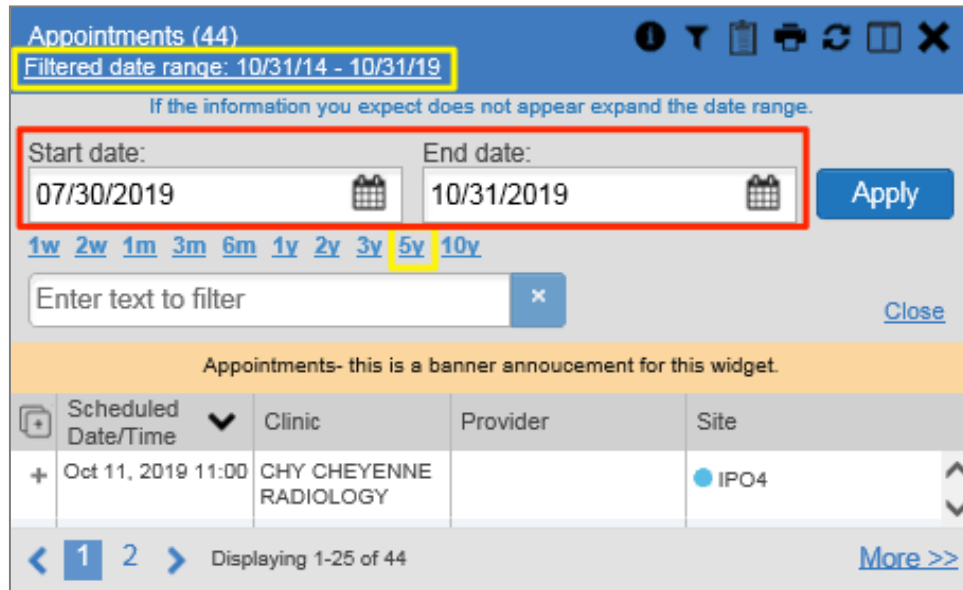 Appointments (44)
Filtered date range: 10/31/14 - 10/31/19
If the information you expect does not appear expand the date range.
Start date: End date:
07/30/2019 10/31/2019 Apply
1w 2w 1m 3m 6m 1y 2y 3y 5y 10y
Enter text to filter ×
Close
Appointments- this is a banner annoucement for this widget.
Scheduled
Date/Time Clinic Provider Site
+ Oct 11, 2019 11:00 CHY CHEYENNE IPO4
RADIOLOGY
1 2 Displaying 1-25 of 44 More >>